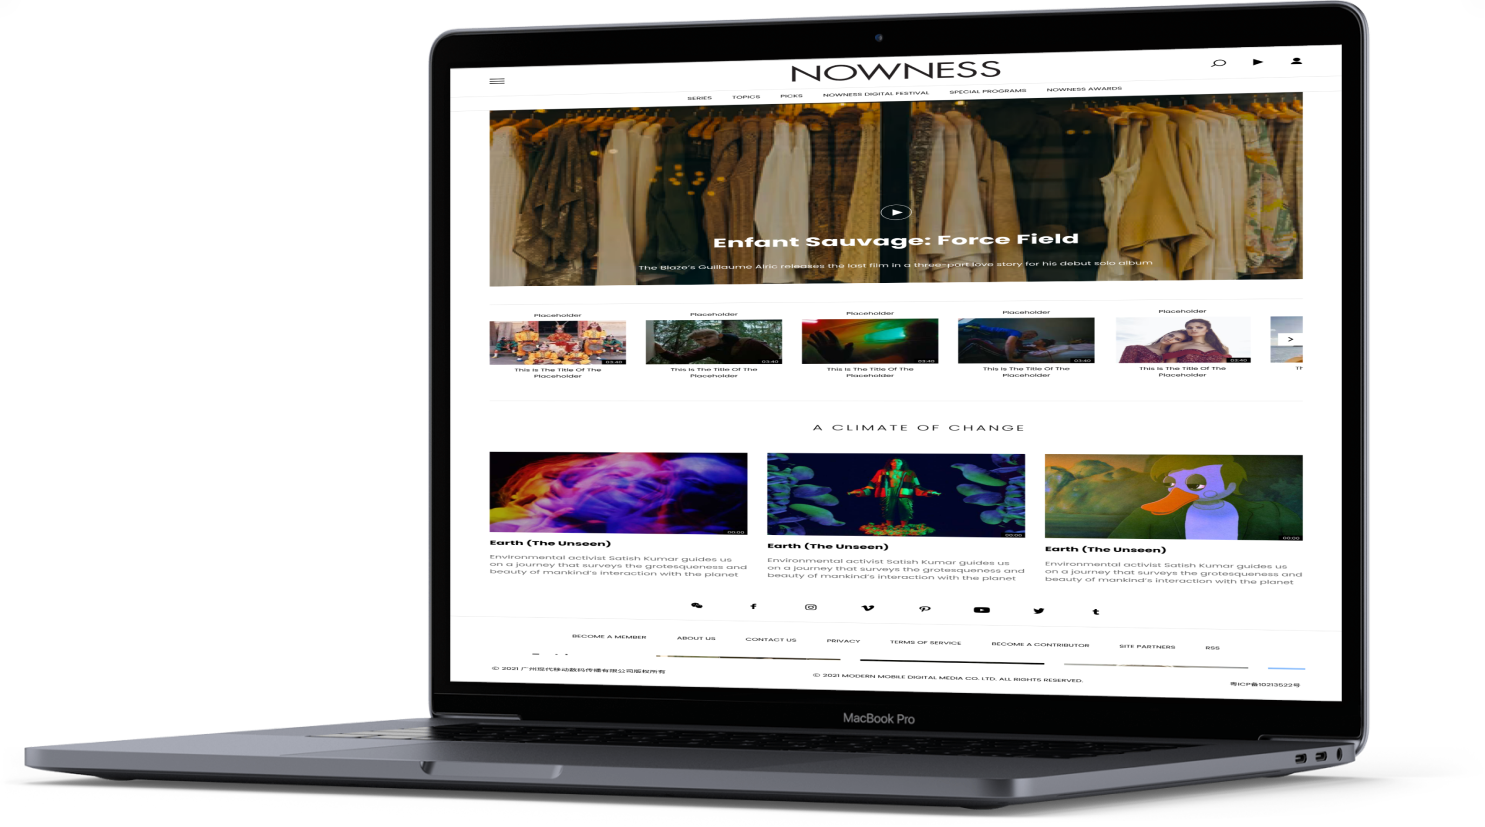 NOWNESS
SERIES TOPICS PICKS NOWNESS DIGITAL FESTIVAL SPECIAL PROGRAMS NOWNESS AWARDS
Enfant Sauvage: Force Field
The Blaze's Guillaume Alric releases the last film in a three-part love story for his debut solo album
Placeholder Placeholder Placeholder Placeholder Placeholder
03:40 03:40 03:40 03:40 03:40
>
This Is The Title Of The This Is The Title Of The This Is The Title Of The This Is The Title Of The This Is The Title Of The Th
Placeholder Placeholder Placeholder Placeholder Placeholder
A CLIMATE OF CHANGE
00:00 00:00 00:00
Earth (The Unseen)
Environmental activist Satish Kumar guides us
on a journey that surveys the grotesqueness and
beauty of mankind's interaction with the planet
Earth (The Unseen)
Environmental activist Satish Kumar guides us
on a journey that surveys the grotesqueness and
beauty of mankind's interaction with the planet
Earth (The Unseen)
Environmental activist Satish Kumar guides us
on a journey that surveys the grotesqueness and
beauty of mankind's interaction with the planet
BECOME A MEMBER ABOUT US CONTACT US PRIVACY TERMS OF SERVICE BECOME A CONTRIBUTOR SITE PARTNERS RSS
© 2021 广州现代移动数码传播有限公司版权所有
© 2021 MODERN MOBILE DIGITAL MEDIA CO. LTD. ALL RIGHTS RESERVED.
粤ICP备10213522号
MacBook Pro